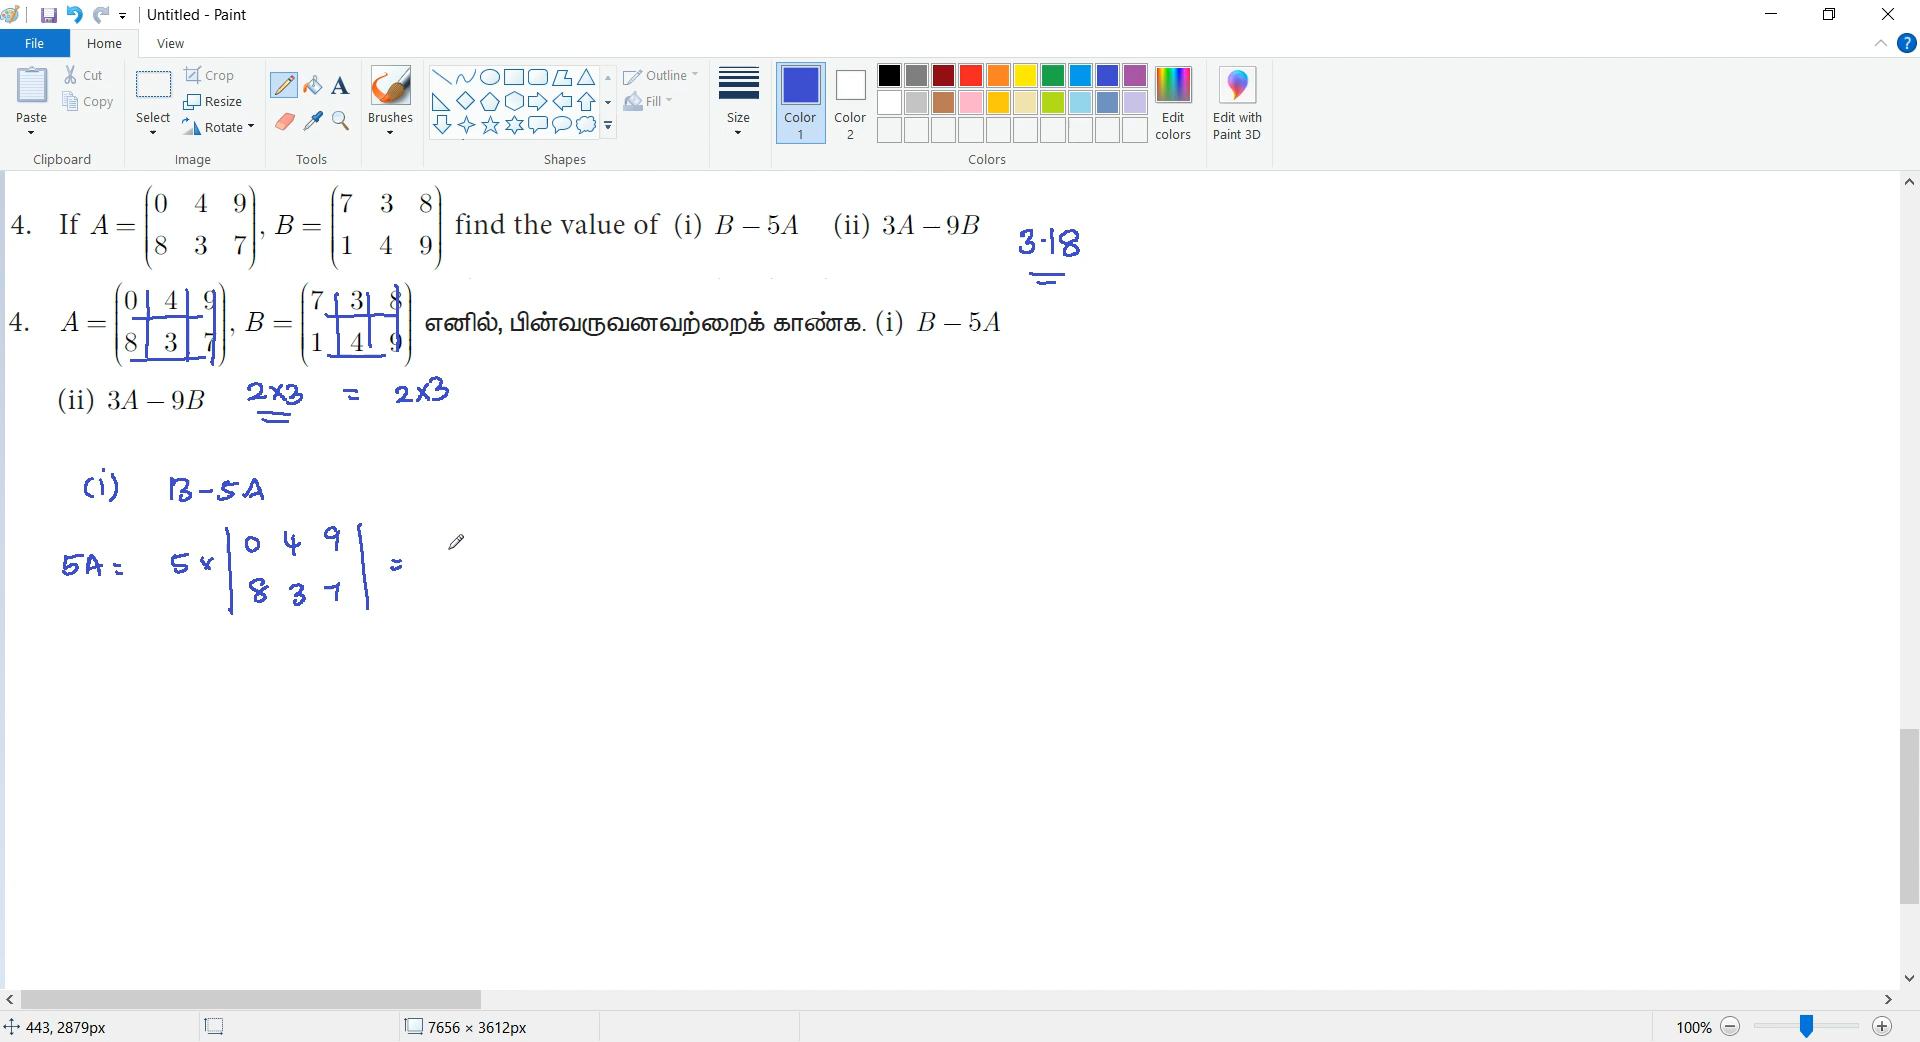 Untitled - Paint
File Home View
Paste Cut Copy Clipboard
Select Crop Resize Rotate Image
Tools
Brushes
Outline Fill Shapes
Size
Color 1 Color 2 Edit colors Colors
Edit with Paint 3D
4. If A = (0 4 9 / 8 3 7), B = (7 3 8 / 1 4 9) find the value of (i) B − 5A (ii) 3A − 9B
3.18
4. A = (0 4 9 / 8 3 7), B = (7 3 8 / 1 4 9) எனில், பின்வருவனவற்றைக் காண்க. (i) B − 5A
(ii) 3A − 9B 2×3 = 2×3
(i) B-5A
5A = 5× |0 4 9 / 8 3 7| =
443, 2879px 7656 × 3612px 100%